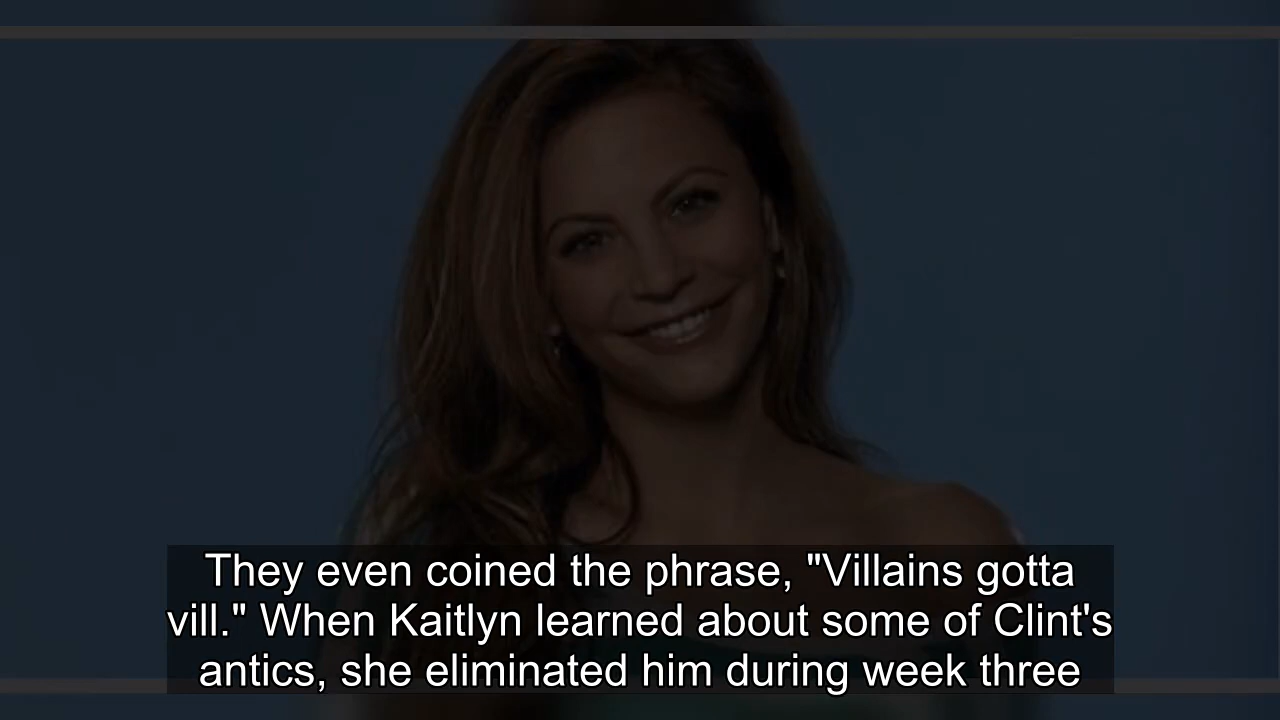 They even coined the phrase, "Villains gotta
vill." When Kaitlyn learned about some of Clint's
antics, she eliminated him during week three